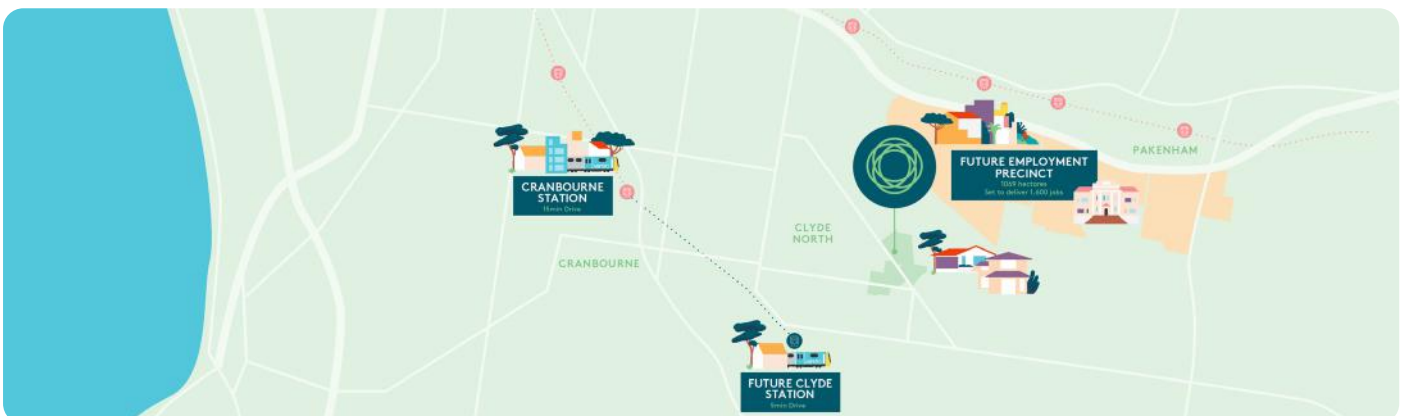 CRANBOURNE
STATION
15min Drive
FUTURE EMPLOYMENT
PRECINCT
1069 hectares
Set to deliver 1,600 jobs
PAKENHAM
CLYDE
NORTH
CRANBOURNE
FUTURE CLYDE
STATION
5min Drive